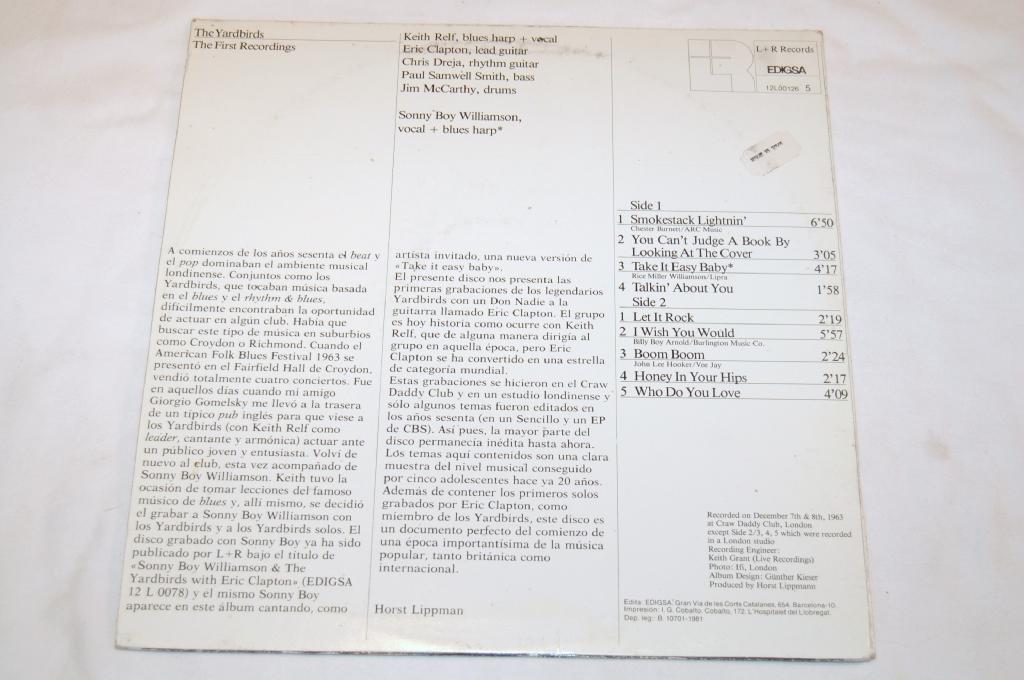 The Yardbirds
The First Recordings
Keith Relf, blues harp + vocal
Eric Clapton, lead guitar
Chris Dreja, rhythm guitar
Paul Samwell Smith, bass
Jim McCarthy, drums
Sonny Boy Williamson,
vocal + blues harp*
L+R Records
EDIGSA
12L00126 5
LR
A comienzos de los años sesenta el beat y
el pop dominaban el ambiente musical
londinense. Conjuntos como los
Yardbirds, que tocaban música basada
en el blues y el rhythm & blues,
difícilmente encontraban la oportunidad
de actuar en algún club. Había que
buscar este tipo de música en suburbios
como Croydon o Richmond. Cuando el
American Folk Blues Festival 1963 se
presentó en el Fairfield Hall de Croydon,
vendió totalmente cuatro conciertos. Fue
en aquellos días cuando mi amigo
Giorgio Gomelsky me llevó a la trasera
de un típico pub inglés para que viese a
los Yardbirds (con Keith Relf como
leader, cantante y armónica) actuar ante
un público joven y entusiasta. Volví de
nuevo al club, esta vez acompañado de
Sonny Boy Williamson. Keith tuvo la
ocasión de tomar lecciones del famoso
músico de blues y, allí mismo, se decidió
el grabar a Sonny Boy Williamson con
los Yardbirds y a los Yardbirds solos. El
disco grabado con Sonny Boy ya ha sido
publicado por L+R bajo el título de
«Sonny Boy Williamson & The
Yardbirds with Eric Clapton» (EDIGSA
12 L 0078) y el mismo Sonny Boy
aparece en este álbum cantando, como
artista invitado, una nueva versión de
«Take it easy baby».
El presente disco nos presenta las
primeras grabaciones de los legendarios
Yardbirds con un Don Nadie a la
guitarra llamado Eric Clapton. El grupo
es hoy historia como ocurre con Keith
Relf, que de alguna manera dirigía al
grupo en aquella época, pero Eric
Clapton se ha convertido en una estrella
de categoría mundial.
Estas grabaciones se hicieron en el Craw
Daddy Club y en un estudio londinense y
sólo algunos temas fueron editados en
los años sesenta (en un Sencillo y un EP
de CBS). Así pues, la mayor parte del
disco permanecía inédita hasta ahora.
Los temas aquí contenidos son una clara
muestra del nivel musical conseguido
por cinco adolescentes hace ya 20 años.
Además de contener los primeros solos
grabados por Eric Clapton, como
miembro de los Yardbirds, este disco es
un documento perfecto del comienzo de
una época importantísima de la música
popular, tanto británica como
internacional.
Horst Lippman
Side 1
1 Smokestack Lightnin' 6'50
Chester Burnett/ARC Music
2 You Can't Judge A Book By
Looking At The Cover 3'05
3 Take It Easy Baby* 4'17
Rice Miller Williamson/Lipra
4 Talkin' About You 1'58
Side 2
1 Let It Rock 2'19
2 I Wish You Would 5'57
Billy Boy Arnold/Burlington Music Co.
3 Boom Boom 2'24
John Lee Hooker/Vee Jay
4 Honey In Your Hips 2'17
5 Who Do You Love 4'09
Recorded on December 7th & 8th, 1963
at Craw Daddy Club, London
except Side 2/3, 4, 5 which were recorded
in a London studio
Recording Engineer:
Keith Grant (Live Recordings)
Photo: Ifi, London
Album Design: Günther Kieser
Produced by Horst Lippmann
Edita: EDIGSA. Gran Via de les Corts Catalanes, 654. Barcelona-10.
Impresión: I. G. Cobalto. Cobalto, 172. L'Hospitalet del Llobregat.
Dep. leg.: B. 10701-1981